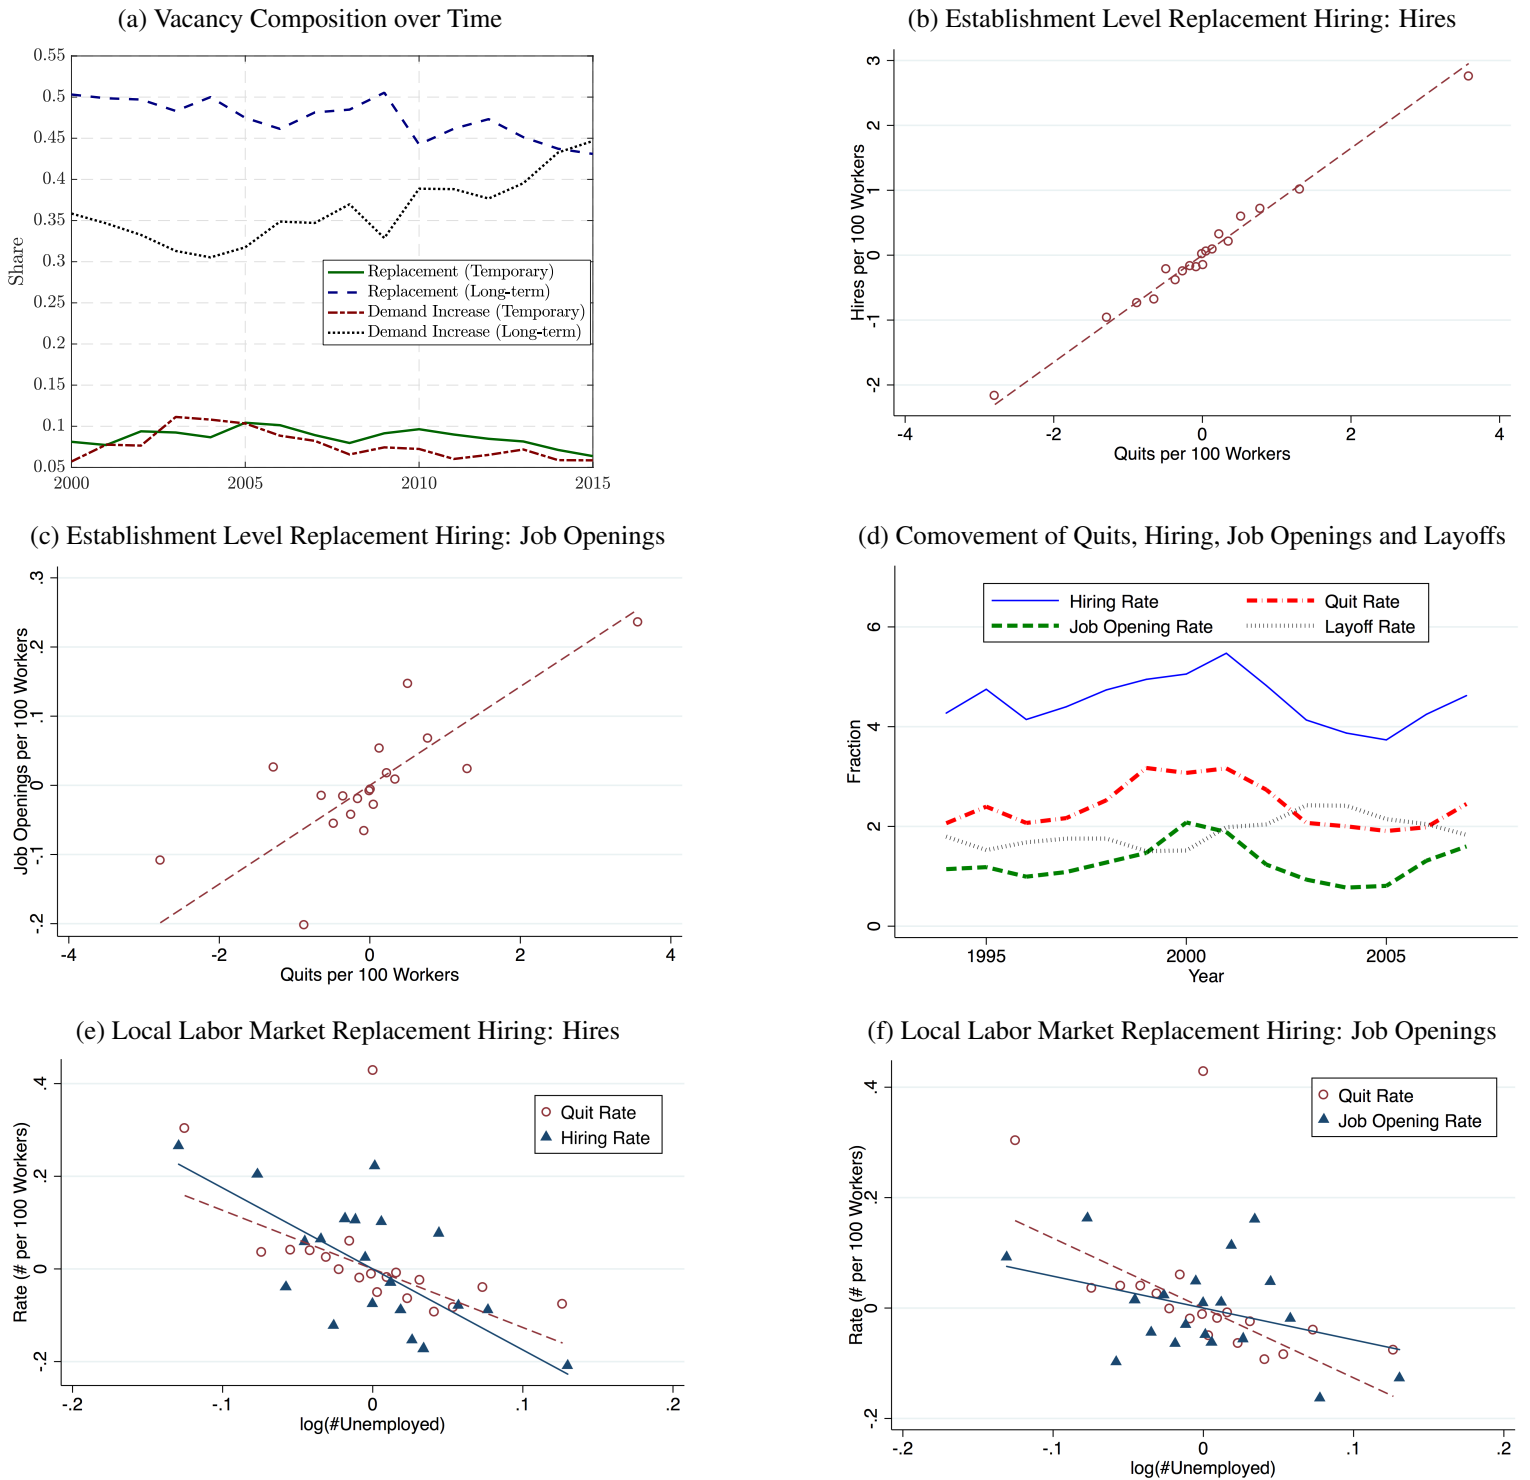 (a) Vacancy Composition over Time
0.55
0.5
0.45
0.4
0.35
0.3
0.25
0.2
0.15
0.1
0.05
Share
2000 2005 2010 2015
Replacement (Temporary)
Replacement (Long-term)
Demand Increase (Temporary)
Demand Increase (Long-term)
(b) Establishment Level Replacement Hiring: Hires
Hires per 100 Workers
3
2
1
0
-1
-2
-4 -2 0 2 4
Quits per 100 Workers
(c) Establishment Level Replacement Hiring: Job Openings
Job Openings per 100 Workers
.3
.2
.1
0
-.1
-.2
-4 -2 0 2 4
Quits per 100 Workers
(d) Comovement of Quits, Hiring, Job Openings and Layoffs
Hiring Rate Quit Rate
Job Opening Rate Layoff Rate
Fraction
6
4
2
0
1995 2000 2005
Year
(e) Local Labor Market Replacement Hiring: Hires
Rate (# per 100 Workers)
.4
.2
0
-.2
Quit Rate
Hiring Rate
-.2 -.1 0 .1 .2
log(#Unemployed)
(f) Local Labor Market Replacement Hiring: Job Openings
Rate (# per 100 Workers)
.4
.2
0
-.2
Quit Rate
Job Opening Rate
-.2 -.1 0 .1 .2
log(#Unemployed)